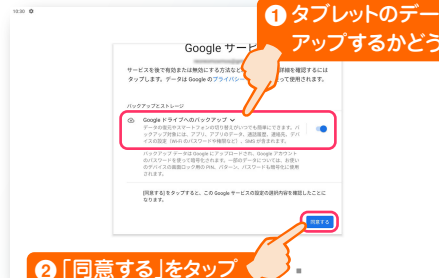 10:20
❶ タブレットのデー
アップするかどう
Google サービ
サービスを後で有効または無効にする方法など
詳細を確認するには
タップします。データは Google のプライバシー
って使用されます。
バックアップとストレージ
Google ドライブへのバックアップ
データの復元やスマートフォンの切り替えがいつでも簡単にできます。バ
ックアップ対象には、アプリ、アプリのデータ、通話履歴、連絡先、デバ
イスの設定（Wi-Fi のパスワードや権限など）、SMS が含まれます。
バックアップ データは Google にアップロードされ、Google アカウント
のパスワードを使って暗号化されます。一部のデータについては、お使い
のデバイスの画面ロック用の PIN、パターン、パスワードも暗号化に使用
されます。
[同意する] をタップすると、この Google サービスの設定の選択内容を確認したことに
なります。
同意する
❷「同意する」をタップ